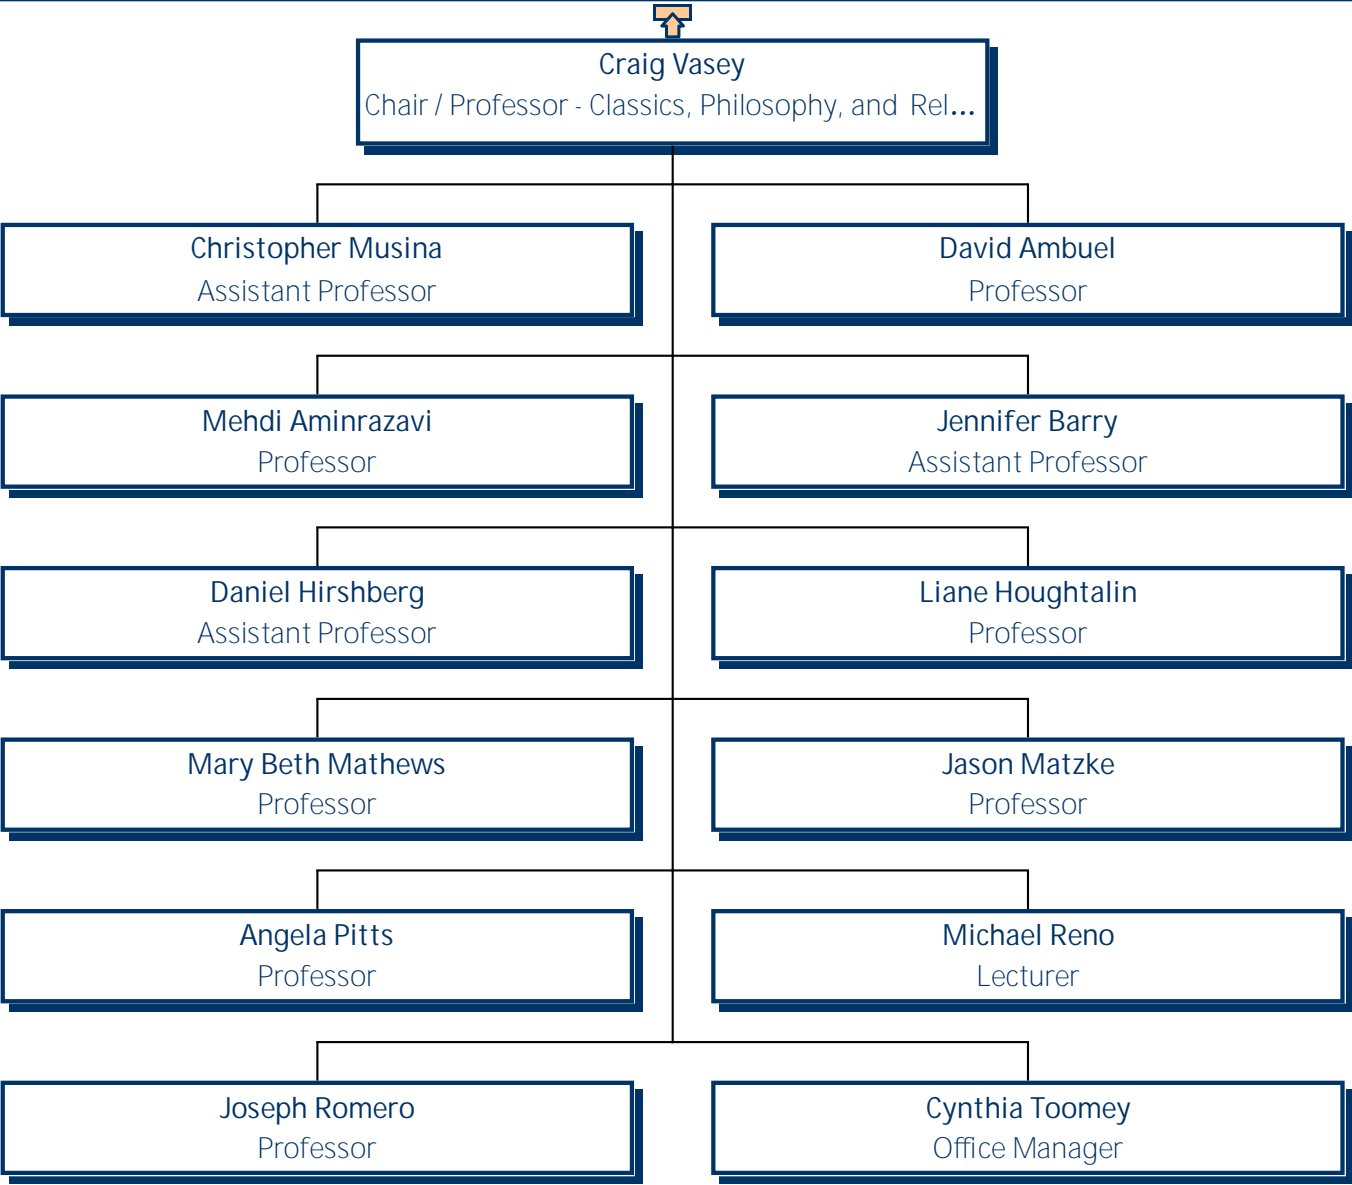 Craig Vasey
Chair / Professor - Classics, Philosophy, and Rel...
Christopher Musina
Assistant Professor
David Ambuel
Professor
Mehdi Aminrazavi
Professor
Jennifer Barry
Assistant Professor
Daniel Hirshberg
Assistant Professor
Liane Houghtalin
Professor
Mary Beth Mathews
Professor
Jason Matzke
Professor
Angela Pitts
Professor
Michael Reno
Lecturer
Joseph Romero
Professor
Cynthia Toomey
Office Manager